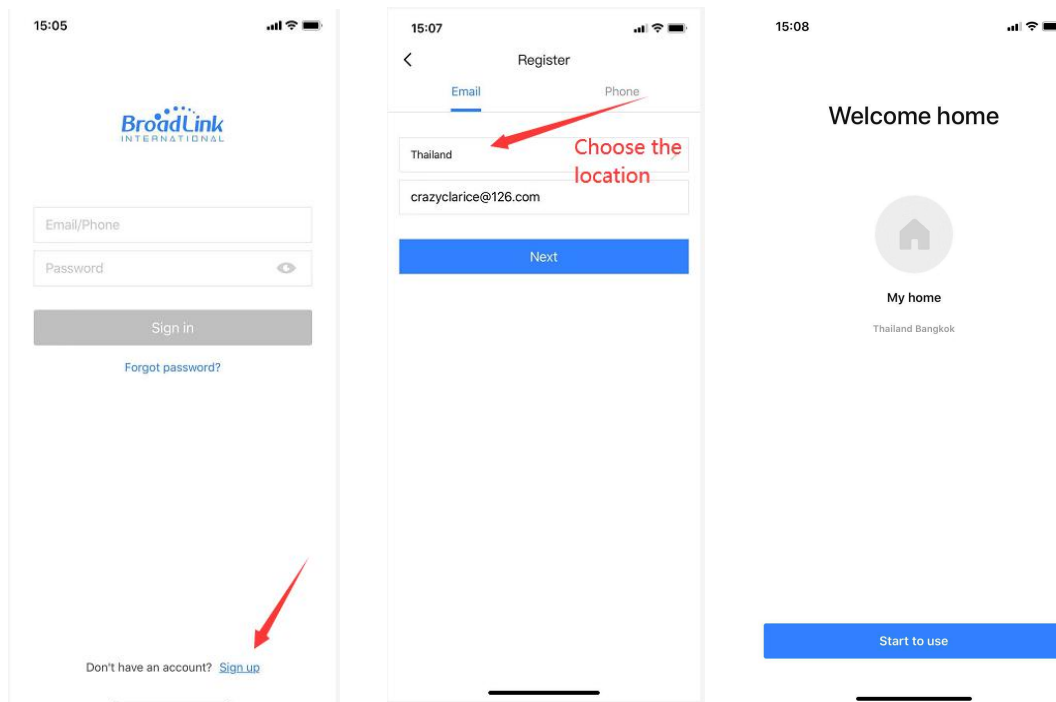 15:05
BroadLink
INTERNATIONAL
Email/Phone
Password
Sign in
Forgot password?
Don't have an account? Sign up
15:07
Register
Email
Phone
Thailand
Choose the
location
crazyclarice@126.com
Next
15:08
Welcome home
My home
Thailand Bangkok
Start to use